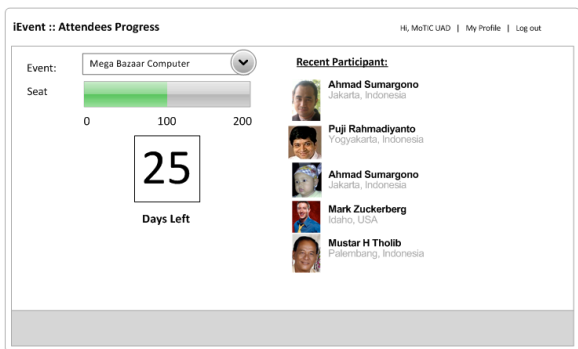 iEvent :: Attendees Progress
Hi, MoTIC UAD | My Profile | Log out
Event:
Mega Bazaar Computer
Seat
0 100 200
25
Days Left
Recent Participant:
Ahmad Sumargono
Jakarta, Indonesia
Puji Rahmadiyanto
Yogyakarta, Indonesia
Ahmad Sumargono
Jakarta, Indonesia
Mark Zuckerberg
Idaho, USA
Mustar H Tholib
Palembang, Indonesia